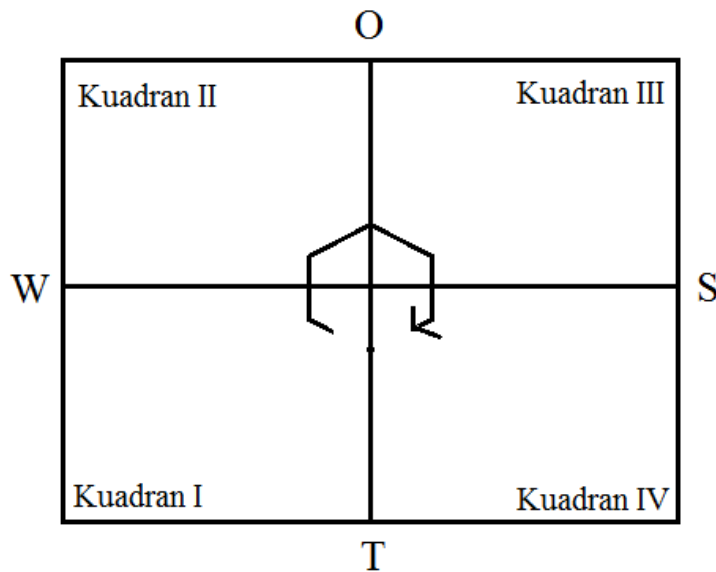 O
Kuadran II
Kuadran III
W
S
Kuadran I
Kuadran IV
T